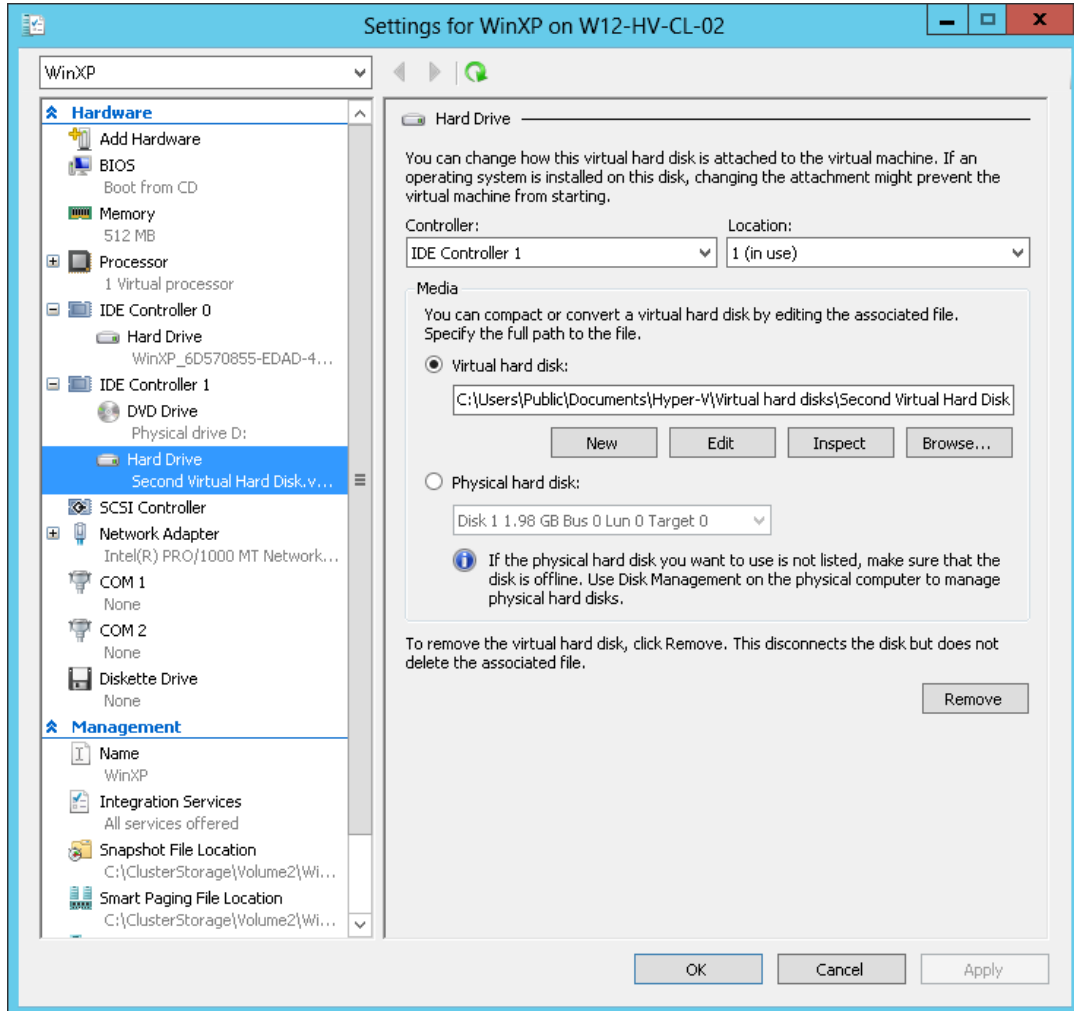 Settings for WinXP on W12-HV-CL-02
WinXP
Hardware
Add Hardware
BIOS
Boot from CD
Memory
512 MB
Processor
1 Virtual processor
IDE Controller 0
Hard Drive
WinXP_6D570855-EDAD-4...
IDE Controller 1
DVD Drive
Physical drive D:
Hard Drive
Second Virtual Hard Disk.v...
SCSI Controller
Network Adapter
Intel(R) PRO/1000 MT Network...
COM 1
None
COM 2
None
Diskette Drive
None
Management
Name
WinXP
Integration Services
All services offered
Snapshot File Location
C:\ClusterStorage\Volume2\Wi...
Smart Paging File Location
C:\ClusterStorage\Volume2\Wi...
Hard Drive
You can change how this virtual hard disk is attached to the virtual machine. If an
operating system is installed on this disk, changing the attachment might prevent the
virtual machine from starting.
Controller: Location:
IDE Controller 1 1 (in use)
Media
You can compact or convert a virtual hard disk by editing the associated file.
Specify the full path to the file.
Virtual hard disk:
C:\Users\Public\Documents\Hyper-V\Virtual hard disks\Second Virtual Hard Disk
New Edit Inspect Browse...
Physical hard disk:
Disk 1 1.98 GB Bus 0 Lun 0 Target 0
If the physical hard disk you want to use is not listed, make sure that the
disk is offline. Use Disk Management on the physical computer to manage
physical hard disks.
To remove the virtual hard disk, click Remove. This disconnects the disk but does not
delete the associated file.
Remove
OK Cancel Apply